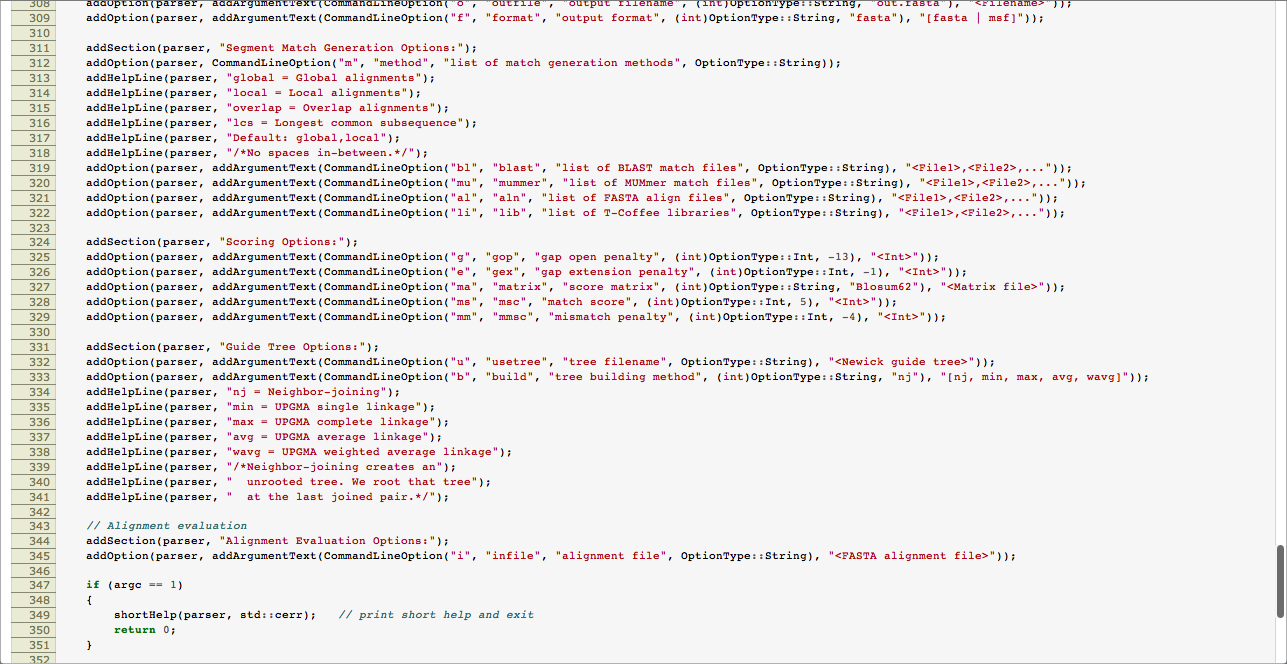 308 addOption(parser, addArgumentText(CommandLineOption("o", "outfile", "output filename", (int)OptionType::String, "out.fasta"), "<Filename>"));
309 addOption(parser, addArgumentText(CommandLineOption("f", "format", "output format", (int)OptionType::String, "fasta"), "[fasta | msf]"));
310
311 addSection(parser, "Segment Match Generation Options:");
312 addOption(parser, CommandLineOption("m", "method", "list of match generation methods", OptionType::String));
313 addHelpLine(parser, "global = Global alignments");
314 addHelpLine(parser, "local = Local alignments");
315 addHelpLine(parser, "overlap = Overlap alignments");
316 addHelpLine(parser, "lcs = Longest common subsequence");
317 addHelpLine(parser, "Default: global,local");
318 addHelpLine(parser, "/*No spaces in-between.*/");
319 addOption(parser, addArgumentText(CommandLineOption("bl", "blast", "list of BLAST match files", OptionType::String), "<File1>,<File2>,..."));
320 addOption(parser, addArgumentText(CommandLineOption("mu", "mummer", "list of MUMmer match files", OptionType::String), "<File1>,<File2>,..."));
321 addOption(parser, addArgumentText(CommandLineOption("al", "aln", "list of FASTA align files", OptionType::String), "<File1>,<File2>,..."));
322 addOption(parser, addArgumentText(CommandLineOption("li", "lib", "list of T-Coffee libraries", OptionType::String), "<File1>,<File2>,..."));
323
324 addSection(parser, "Scoring Options:");
325 addOption(parser, addArgumentText(CommandLineOption("g", "gop", "gap open penalty", (int)OptionType::Int, -13), "<Int>"));
326 addOption(parser, addArgumentText(CommandLineOption("e", "gex", "gap extension penalty", (int)OptionType::Int, -1), "<Int>"));
327 addOption(parser, addArgumentText(CommandLineOption("ma", "matrix", "score matrix", (int)OptionType::String, "Blosum62"), "<Matrix file>"));
328 addOption(parser, addArgumentText(CommandLineOption("ms", "msc", "match score", (int)OptionType::Int, 5), "<Int>"));
329 addOption(parser, addArgumentText(CommandLineOption("mm", "mmsc", "mismatch penalty", (int)OptionType::Int, -4), "<Int>"));
330
331 addSection(parser, "Guide Tree Options:");
332 addOption(parser, addArgumentText(CommandLineOption("u", "usetree", "tree filename", OptionType::String), "<Newick guide tree>"));
333 addOption(parser, addArgumentText(CommandLineOption("b", "build", "tree building method", (int)OptionType::String, "nj"), "[nj, min, max, avg, wavg]"));
334 addHelpLine(parser, "nj = Neighbor-joining");
335 addHelpLine(parser, "min = UPGMA single linkage");
336 addHelpLine(parser, "max = UPGMA complete linkage");
337 addHelpLine(parser, "avg = UPGMA average linkage");
338 addHelpLine(parser, "wavg = UPGMA weighted average linkage");
339 addHelpLine(parser, "/*Neighbor-joining creates an");
340 addHelpLine(parser, "  unrooted tree. We root that tree");
341 addHelpLine(parser, "  at the last joined pair.*/");
342
343 // Alignment evaluation
344 addSection(parser, "Alignment Evaluation Options:");
345 addOption(parser, addArgumentText(CommandLineOption("i", "infile", "alignment file", OptionType::String), "<FASTA alignment file>"));
346
347 if (argc == 1)
348 {
349 shortHelp(parser, std::cerr);   // print short help and exit
350 return 0;
351 }
352